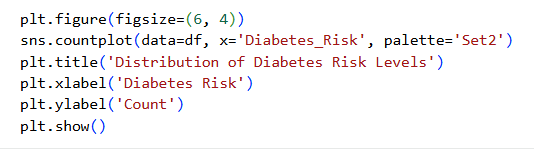 plt.figure(figsize=(6, 4))
sns.countplot(data=df, x='Diabetes_Risk', palette='Set2')
plt.title('Distribution of Diabetes Risk Levels')
plt.xlabel('Diabetes Risk')
plt.ylabel('Count')
plt.show()